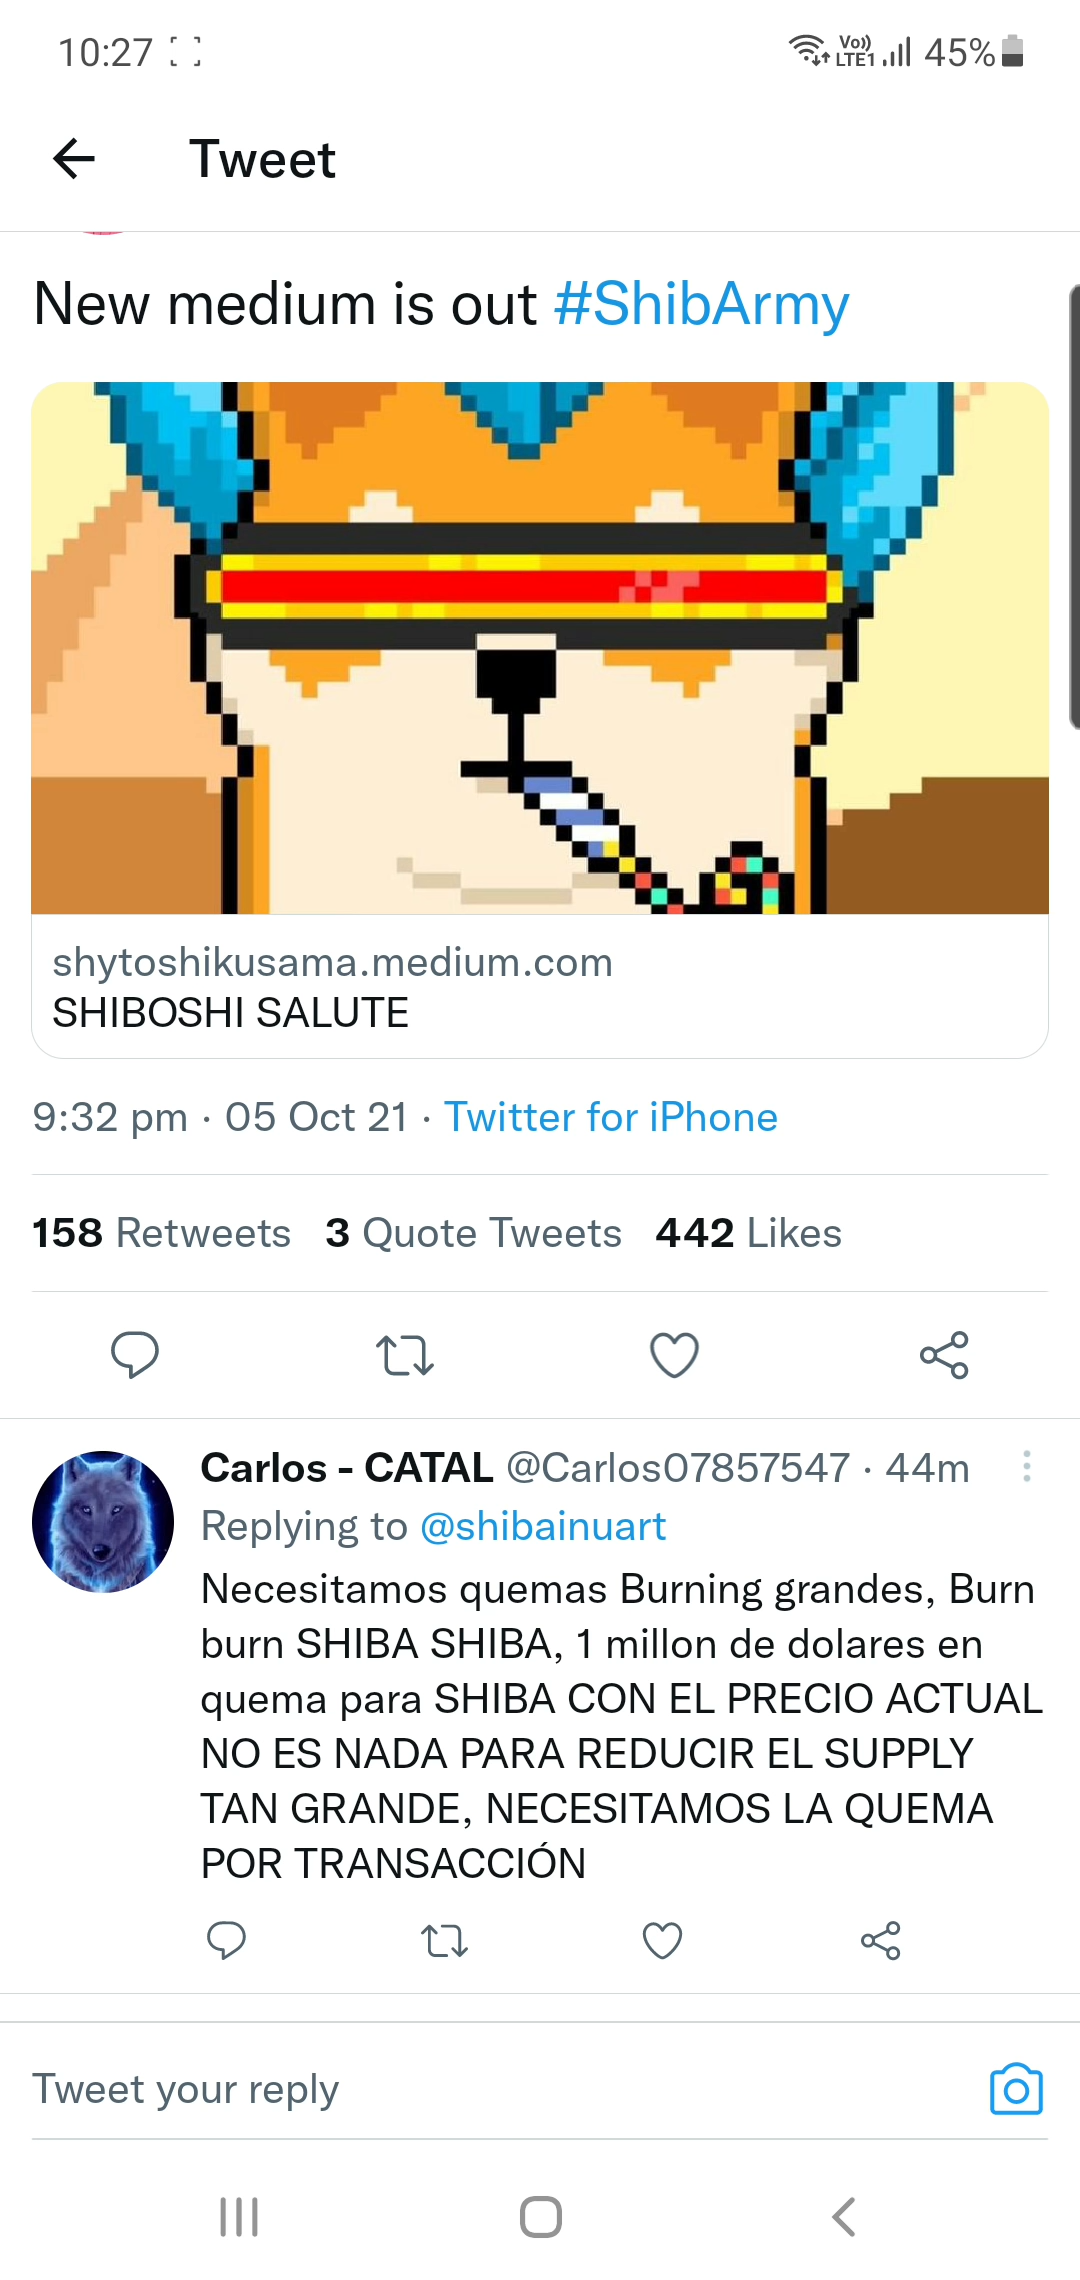 10:27
Vo)) LTE1 45%
Tweet
New medium is out #ShibArmy
shytoshikusama.medium.com
SHIBOSHI SALUTE
9:32 pm · 05 Oct 21 · Twitter for iPhone
158 Retweets 3 Quote Tweets 442 Likes
Carlos - CATAL @Carlos07857547 · 44m
Replying to @shibainuart
Necesitamos quemas Burning grandes, Burn
burn SHIBA SHIBA, 1 millon de dolares en
quema para SHIBA CON EL PRECIO ACTUAL
NO ES NADA PARA REDUCIR EL SUPPLY
TAN GRANDE, NECESITAMOS LA QUEMA
POR TRANSACCIÓN
Tweet your reply